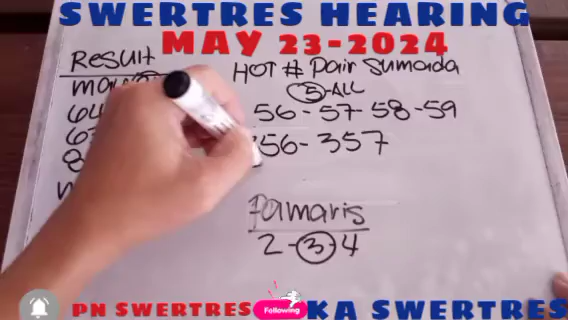 SWERTRES HEARING
MAY 23-2024
Result
HOT # Pair Sumada
5-ALL
56-57-58-59
356-357
Pamaris
2-3-4
Following
PN SWERTRES
KA SWERTRES